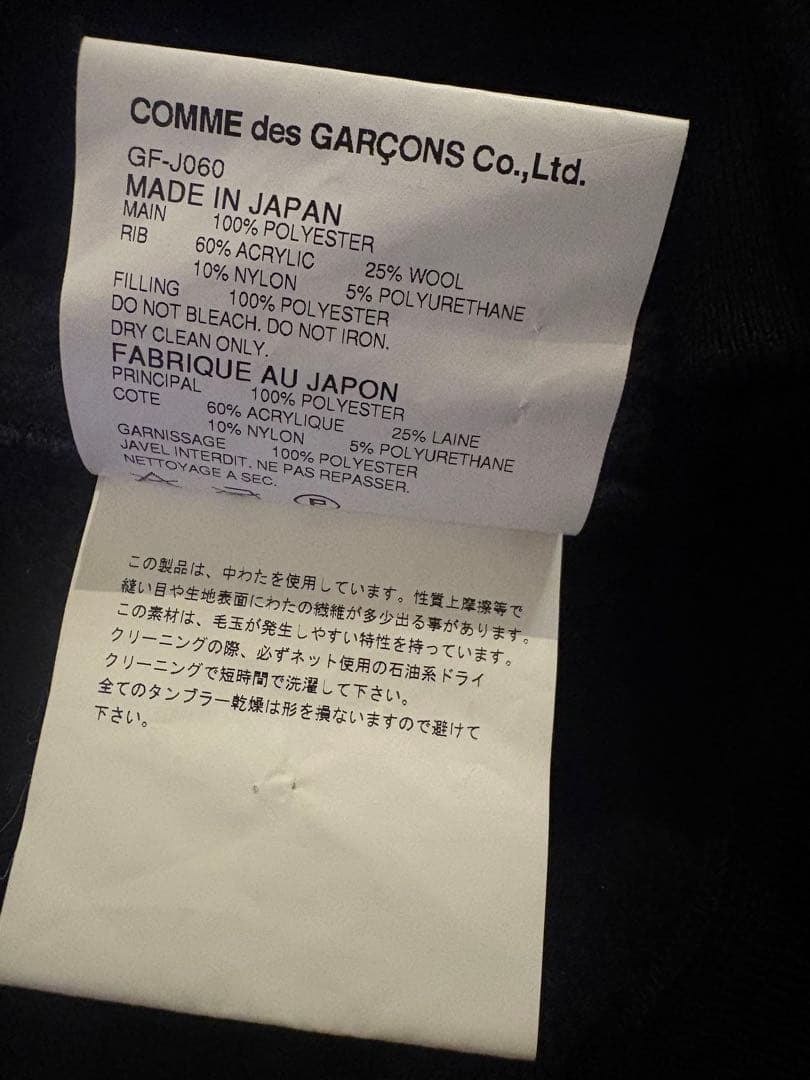 COMME des GARÇONS Co.,Ltd.
GF-J060
MADE IN JAPAN
MAIN 100% POLYESTER
RIB 60% ACRYLIC 25% WOOL
10% NYLON 5% POLYURETHANE
FILLING 100% POLYESTER
DO NOT BLEACH. DO NOT IRON.
DRY CLEAN ONLY.
FABRIQUE AU JAPON
PRINCIPAL 100% POLYESTER
COTE 60% ACRYLIQUE 25% LAINE
10% NYLON 5% POLYURETHANE
GARNISSAGE 100% POLYESTER
JAVEL INTERDIT. NE PAS REPASSER.
NETTOYAGE A SEC.
P
この製品は、中わたを使用しています。性質上摩擦等で
縫い目や生地表面にわたの繊維が多少出る事があります。
この素材は、毛玉が発生しやすい特性を持っています。
クリーニングの際、必ずネット使用の石油系ドライ
クリーニングで短時間で洗濯して下さい。
全てのタンブラー乾燥は形を損ないますので避けて
下さい。